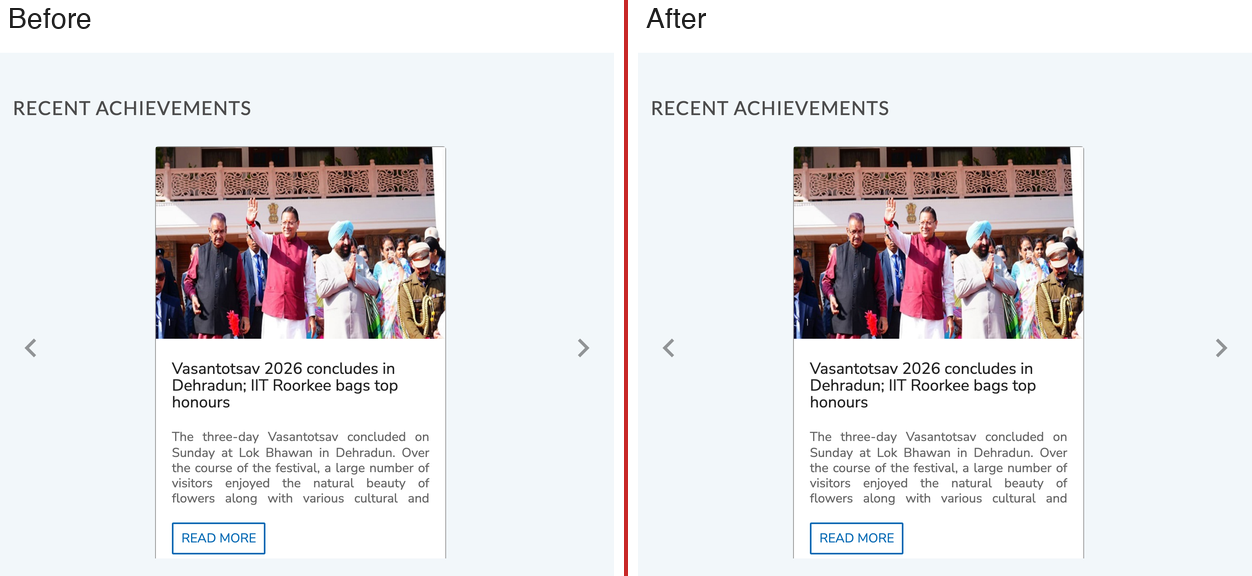 Before
RECENT ACHIEVEMENTS
Vasantotsav 2026 concludes in
Dehradun; IIT Roorkee bags top
honours
The three-day Vasantotsav concluded on
Sunday at Lok Bhawan in Dehradun. Over
the course of the festival, a large number of
visitors enjoyed the natural beauty of
flowers along with various cultural and
READ MORE
After
RECENT ACHIEVEMENTS
Vasantotsav 2026 concludes in
Dehradun; IIT Roorkee bags top
honours
The three-day Vasantotsav concluded on
Sunday at Lok Bhawan in Dehradun. Over
the course of the festival, a large number of
visitors enjoyed the natural beauty of
flowers along with various cultural and
READ MORE